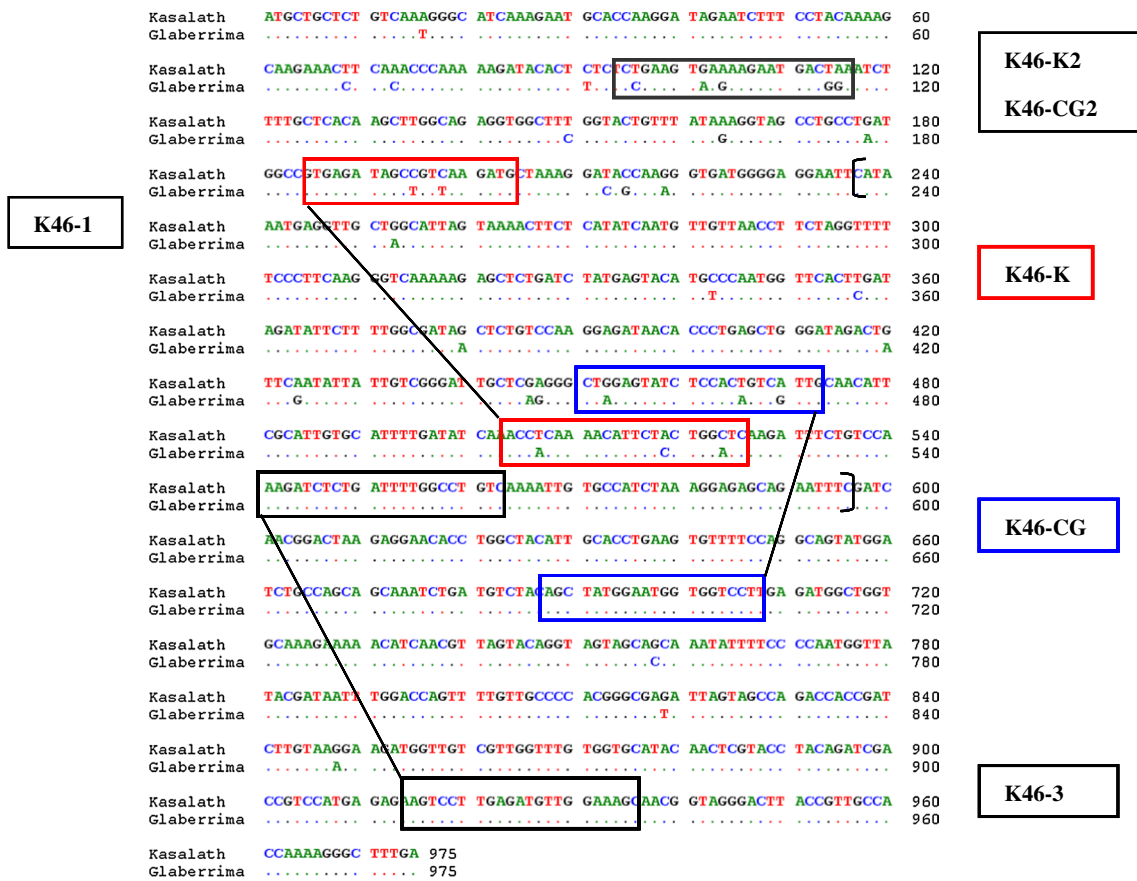 Kasalath ATGCTGCTCT GTCAAAGGGC ATCAAAGAAT GCACCAAGGA TAGAATCTTT CCTACAAAAG 60
Glaberrima .......... .....T.... .......... .......... .......... .......... 60
Kasalath CAAGAAACTT CAAACCCAAA AAGATACACT CTCTCTGAAG TGAAAAGAAT GACTAAATCT 120
Glaberrima ........C. ..C....... .......... T....C.... .A.G...... ...GG..... 120
Kasalath TTTGCTCACA AGCTTGGCAG AGGTGGCTTT GGTACTGTTT ATAAAGGTAG CCTGCCTGAT 180
Glaberrima .......... .......... .........C .......... ...G...... .......A.. 180
Kasalath GGCCGTGAGA TAGCCGTCAA GATGCTAAAG GATACCAAGG GTGATGGGGA GGAATTCATA 240
Glaberrima .......... ....T..T.. .......... ..C.G...A. .......... .......... 240
Kasalath AATGAGGTTG CTGGCATTAG TAAAACTTCT CATATCAATG TTGTTAACCT TCTAGGTTTT 300
Glaberrima .......... ..A....... .......... .......... .......... .......... 300
Kasalath TCCCTTCAAG GGTCAAAAAG AGCTCTGATC TATGAGTACA TGCCCAATGG TTCACTTGAT 360
Glaberrima .......... .......... .......... .......... ..T....... ......C... 360
Kasalath AGATATTCTT TTGGCGATAG CTCTGTCCAA GGAGATAACA CCCTGAGCTG GGATAGACTG 420
Glaberrima .......... .........A .......... .......... .......... .........A 420
Kasalath TTCAATATTA TTGTCGGGAT TGCTCGAGGG CTGGAGTATC TCCACTGTCA TTGCAACATT 480
Glaberrima ...G...... .......... .....AG... ..A....... .....A...G .......... 480
Kasalath CGCATTGTGC ATTTTGATAT CAAACCTCAA AACATTCTAC TGGCTCAAGA TTTCTGTCCA 540
Glaberrima .......... .......... ......A... ........C. ...A...... .......... 540
Kasalath AAGATCTCTG ATTTTGGCCT GTCAAAATTG TGCCATCTAA AGGAGAGCAG AATTTCGATC 600
Glaberrima .......... .......... .......... .......... .......... .......... 600
Kasalath AACGGACTAA GAGGAACACC TGGCTACATT GCACCTGAAG TGTTTTCCAG GCAGTATGGA 660
Glaberrima .......... .......... .......... .......... .......... .......... 660
Kasalath TCTGCCAGCA GCAAATCTGA TGTCTACAGC TATGGAATGG TGGTCCTTGA GATGGCTGGT 720
Glaberrima .......... .......... .......... .......... .......... .......... 720
Kasalath GCAAAGAAAA ACATCAACGT TAGTACAGGT AGTAGCAGCA AATATTTTCC CCAATGGTTA 780
Glaberrima .......... .......... .......... .......C.. .......... .......... 780
Kasalath TACGATAATT TGGACCAGTT TTGTTGCCCC ACGGGCGAGA TTAGTAGCCA GACCACCGAT 840
Glaberrima .......... .......... .......... ........T. .......... .......... 840
Kasalath CTTGTAAGGA AGATGGTTGT CGTTGGTTTG TGGTGCATAC AACTCGTACC TACAGATCGA 900
Glaberrima .......A.. .......... .......... .......... .......... .......... 900
Kasalath CCGTCCATGA GAGAAGTCCT TGAGATGTTG GAAAGCAACG GTAGGGACTT ACCGTTGCCA 960
Glaberrima .......... .......... .......... .......... .......... .......... 960
Kasalath CCAAAAGGGC TTTGA 975
Glaberrima .......... ..... 975
K46-1
K46-K2
K46-CG2
K46-K
K46-CG
K46-3